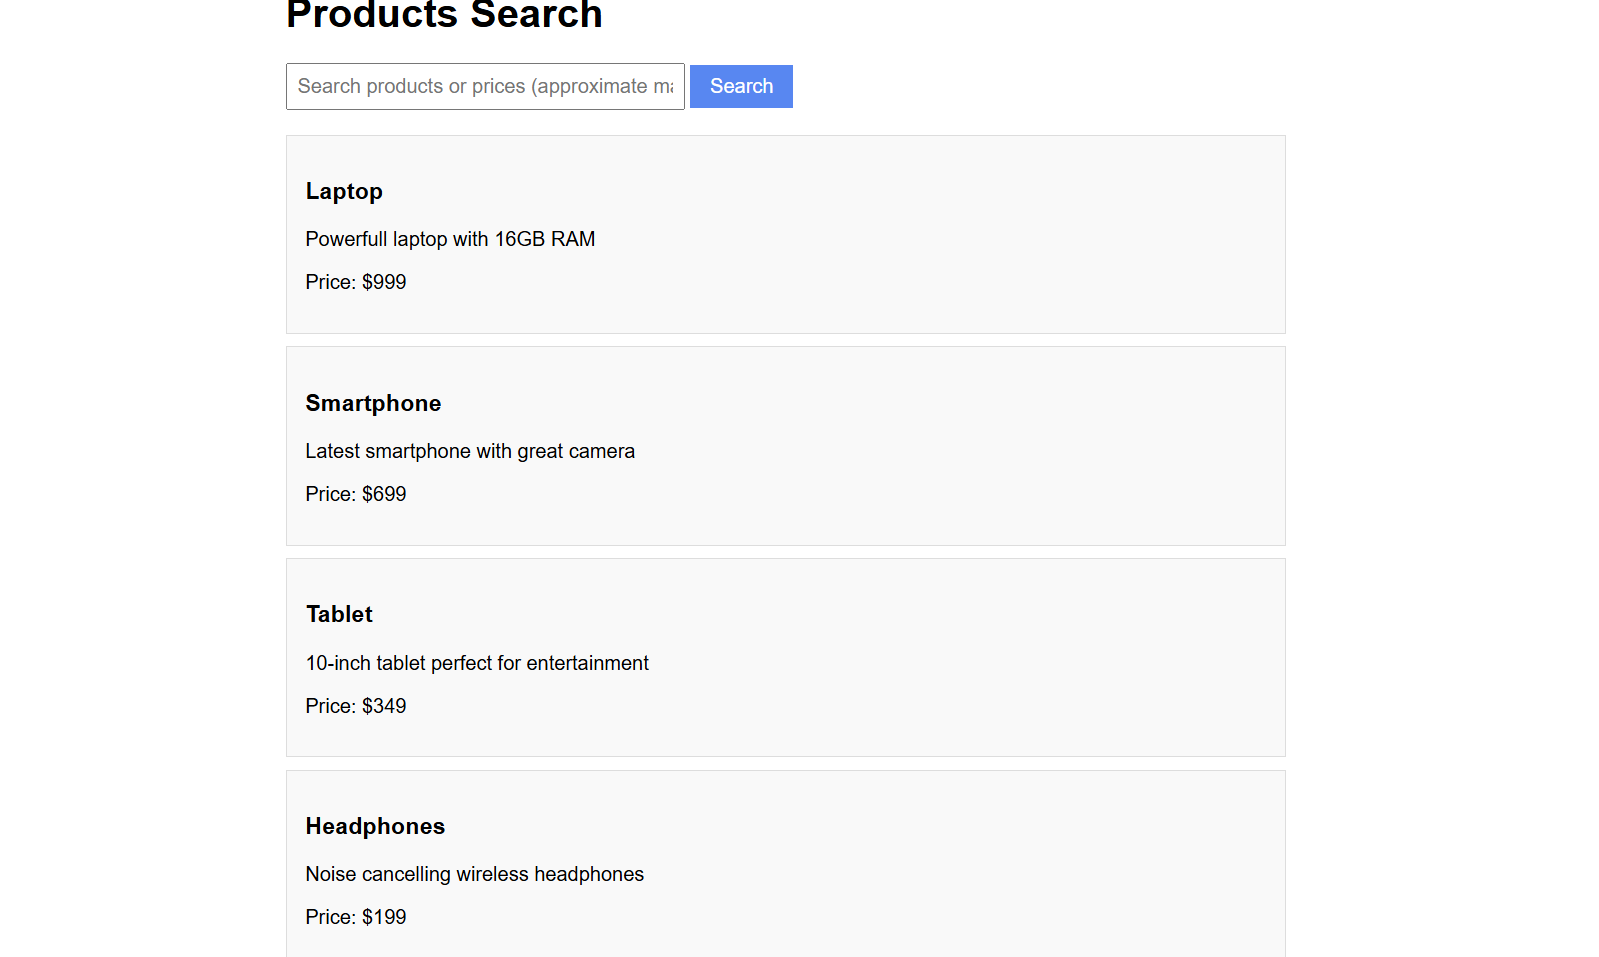 Products Search
Search products or prices (approximate ma
Search
Laptop
Powerfull laptop with 16GB RAM
Price: $999
Smartphone
Latest smartphone with great camera
Price: $699
Tablet
10-inch tablet perfect for entertainment
Price: $349
Headphones
Noise cancelling wireless headphones
Price: $199